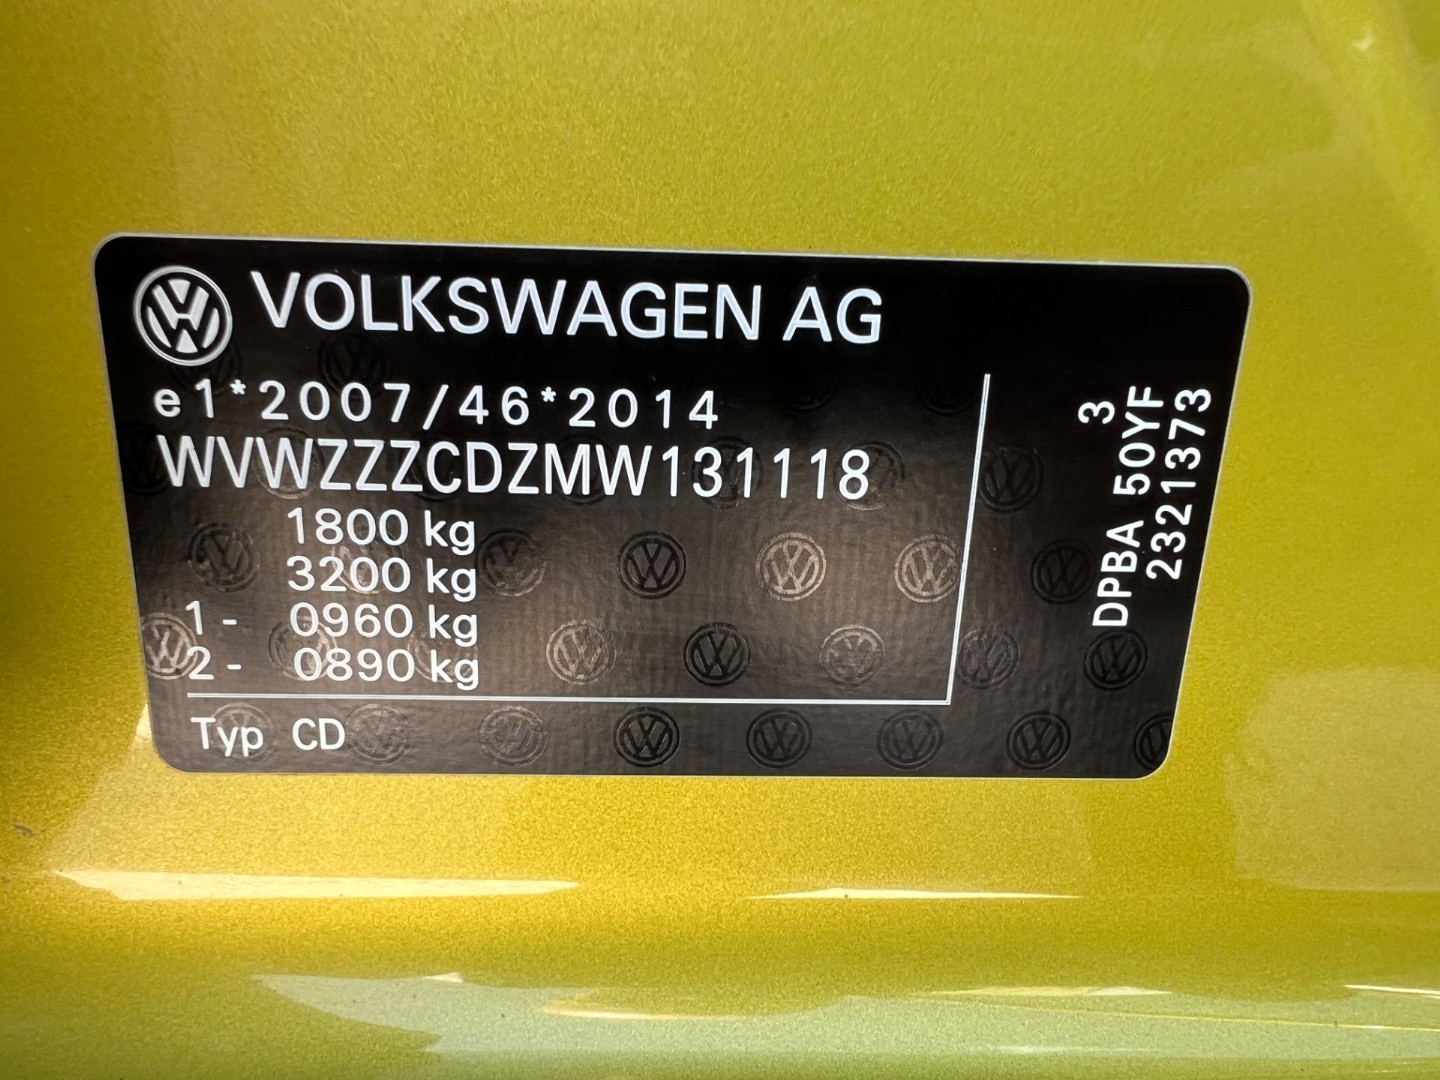 VOLKSWAGEN AG
e1*2007/46*2014
WVWZZZCDZMW131118
1800 kg
3200 kg
1- 0960 kg
2- 0890 kg
Typ CD
3
DPBA 50YF
2321373